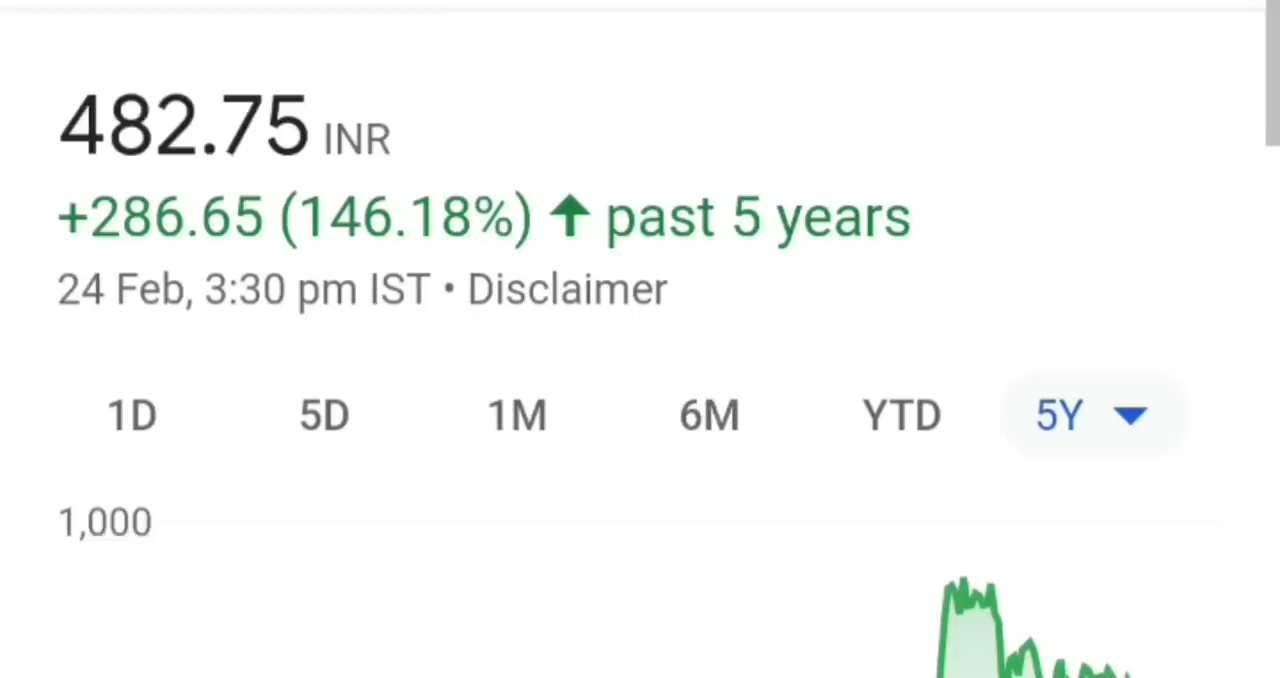 482.75 INR
+286.65 (146.18%) ↑ past 5 years
24 Feb, 3:30 pm IST • Disclaimer
1D 5D 1M 6M YTD 5Y
1,000